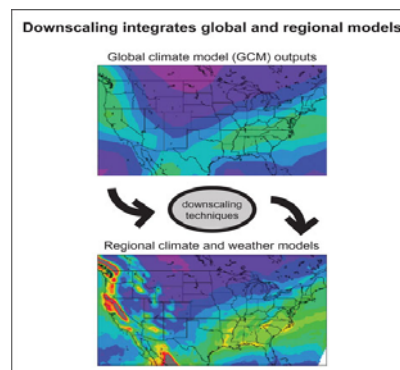 Downscaling integrates global and regional models
Global climate model (GCM) outputs
downscaling
techniques
Regional climate and weather models